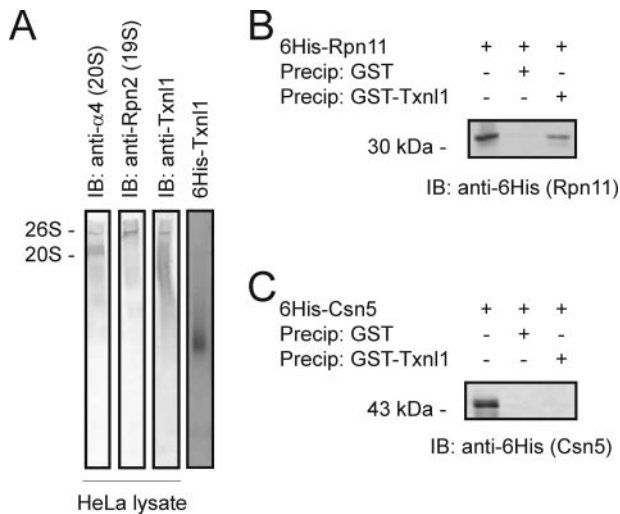 A
IB: anti-α4 (20S)
IB: anti-Rpn2 (19S)
IB: anti-Txnl1
6His-Txnl1
26S -
20S -
HeLa lysate
B
6His-Rpn11 + + +
Precip: GST - + -
Precip: GST-Txnl1 - - +
30 kDa -
IB: anti-6His (Rpn11)
C
6His-Csn5 + + +
Precip: GST - + -
Precip: GST-Txnl1 - - +
43 kDa -
IB: anti-6His (Csn5)